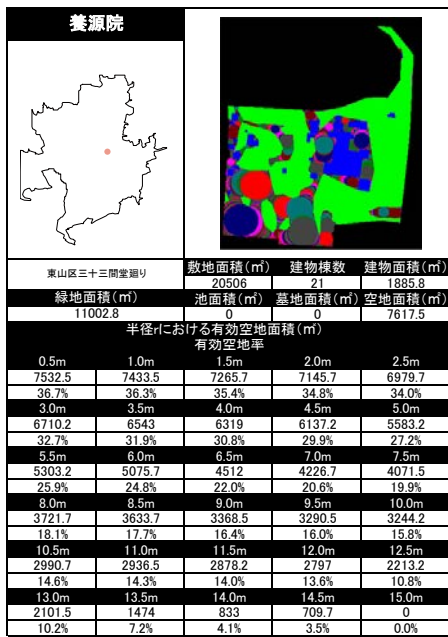 養源院
東山区三十三間堂廻り
敷地面積(㎡) 建物棟数 建物面積(㎡)
20506 21 1885.8
緑地面積(㎡) 池面積(㎡) 墓地面積(㎡) 空地面積(㎡)
11002.8 0 0 7617.5
半径rにおける有効空地面積(㎡)
有効空地率
0.5m 1.0m 1.5m 2.0m 2.5m
7532.5 7433.5 7265.7 7145.7 6979.7
36.7% 36.3% 35.4% 34.8% 34.0%
3.0m 3.5m 4.0m 4.5m 5.0m
6710.2 6543 6319 6137.2 5583.2
32.7% 31.9% 30.8% 29.9% 27.2%
5.5m 6.0m 6.5m 7.0m 7.5m
5303.2 5075.7 4512 4226.7 4071.5
25.9% 24.8% 22.0% 20.6% 19.9%
8.0m 8.5m 9.0m 9.5m 10.0m
3721.7 3633.7 3368.5 3290.5 3244.2
18.1% 17.7% 16.4% 16.0% 15.8%
10.5m 11.0m 11.5m 12.0m 12.5m
2990.7 2936.5 2878.2 2797 2213.2
14.6% 14.3% 14.0% 13.6% 10.8%
13.0m 13.5m 14.0m 14.5m 15.0m
2101.5 1474 833 709.7 0
10.2% 7.2% 4.1% 3.5% 0.0%